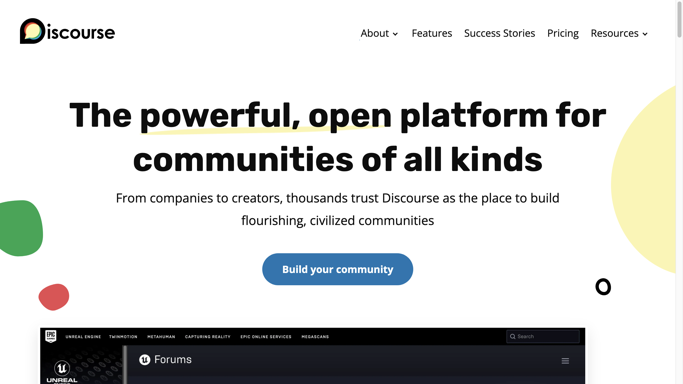 Discourse
About
Features
Success Stories
Pricing
Resources
The powerful, open platform for
communities of all kinds
From companies to creators, thousands trust Discourse as the place to build
flourishing, civilized communities
Build your community
EPIC GAMES
UNREAL ENGINE
TWINMOTION
METAHUMAN
CAPTURING REALITY
EPIC ONLINE SERVICES
MEGASCANS
Search
Forums
UNREAL